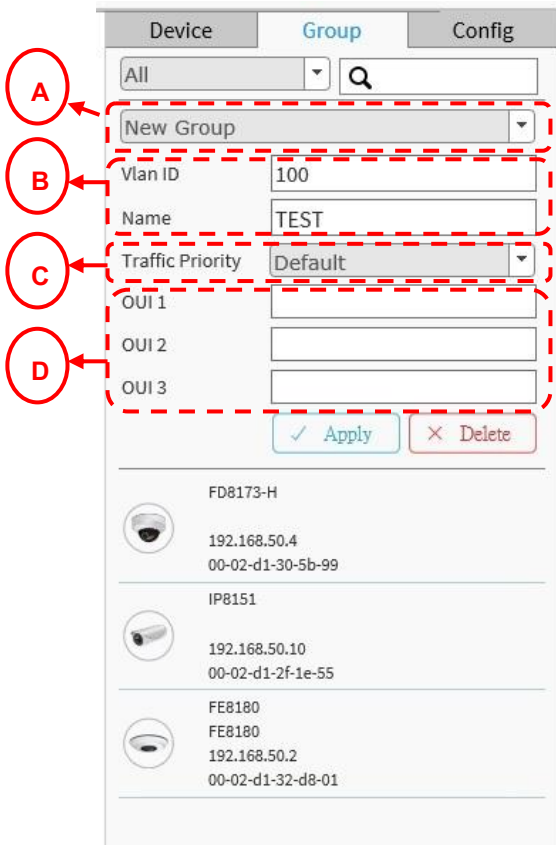 Device Group Config
All
A
New Group
B
Vlan ID 100
Name TEST
C
Traffic Priority Default
OUI 1
D
OUI 2
OUI 3
✓ Apply × Delete
FD8173-H
192.168.50.4
00-02-d1-30-5b-99
IP8151
192.168.50.10
00-02-d1-2f-1e-55
FE8180
FE8180
192.168.50.2
00-02-d1-32-d8-01